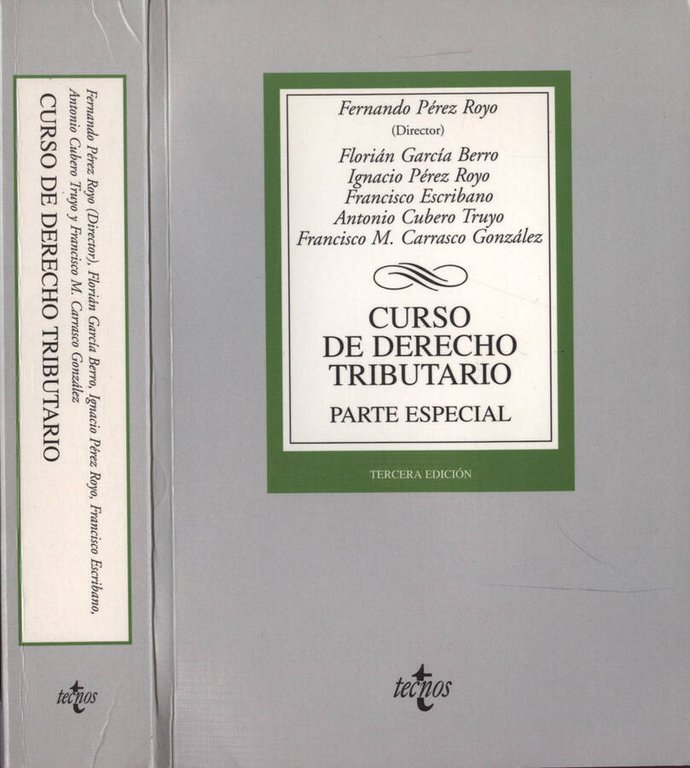 Fernando Pérez Royo (Director), Florián García Berro, Ignacio Pérez Royo, Francisco Escribano,
Antonio Cubero Truyo y Francisco M. Carrasco González
CURSO DE DERECHO TRIBUTARIO
tecnos
Fernando Pérez Royo
(Director)
Florián García Berro
Ignacio Pérez Royo
Francisco Escribano
Antonio Cubero Truyo
Francisco M. Carrasco González
CURSO
DE DERECHO
TRIBUTARIO
PARTE ESPECIAL
TERCERA EDICIÓN
tecnos